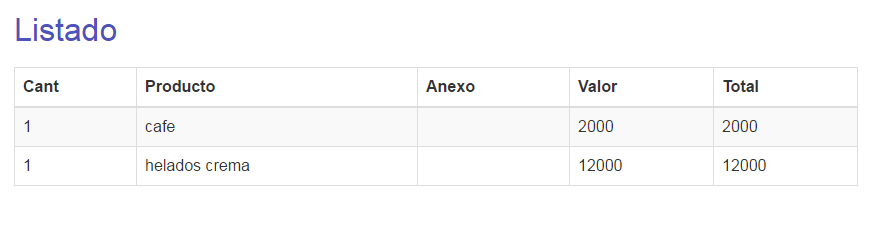 Listado
Cant Producto Anexo Valor Total
1 cafe 2000 2000
1 helados crema 12000 12000